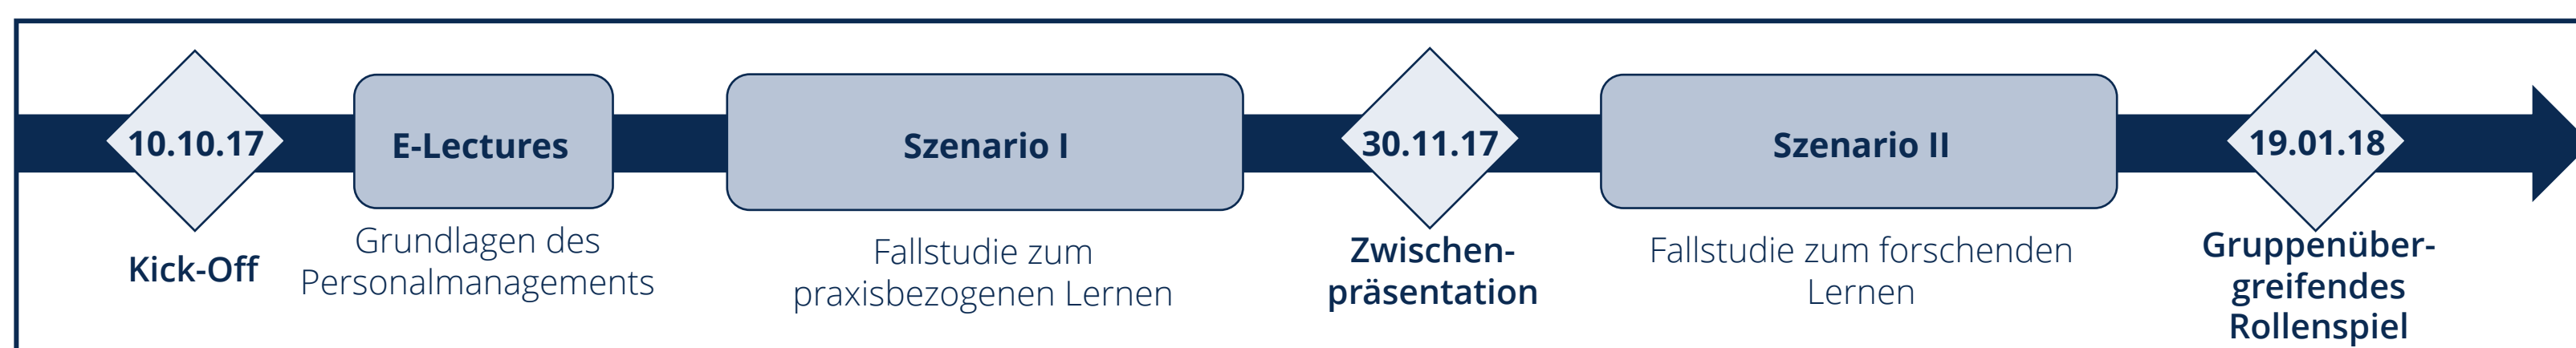 10.10.17
E-Lectures
Szenario I
30.11.17
Szenario II
19.01.18
Kick-Off
Grundlagen des
Personalmanagements
Fallstudie zum
praxisbezogenen Lernen
Zwischen-
präsentation
Fallstudie zum forschenden
Lernen
Gruppenüber-
greifendes
Rollenspiel